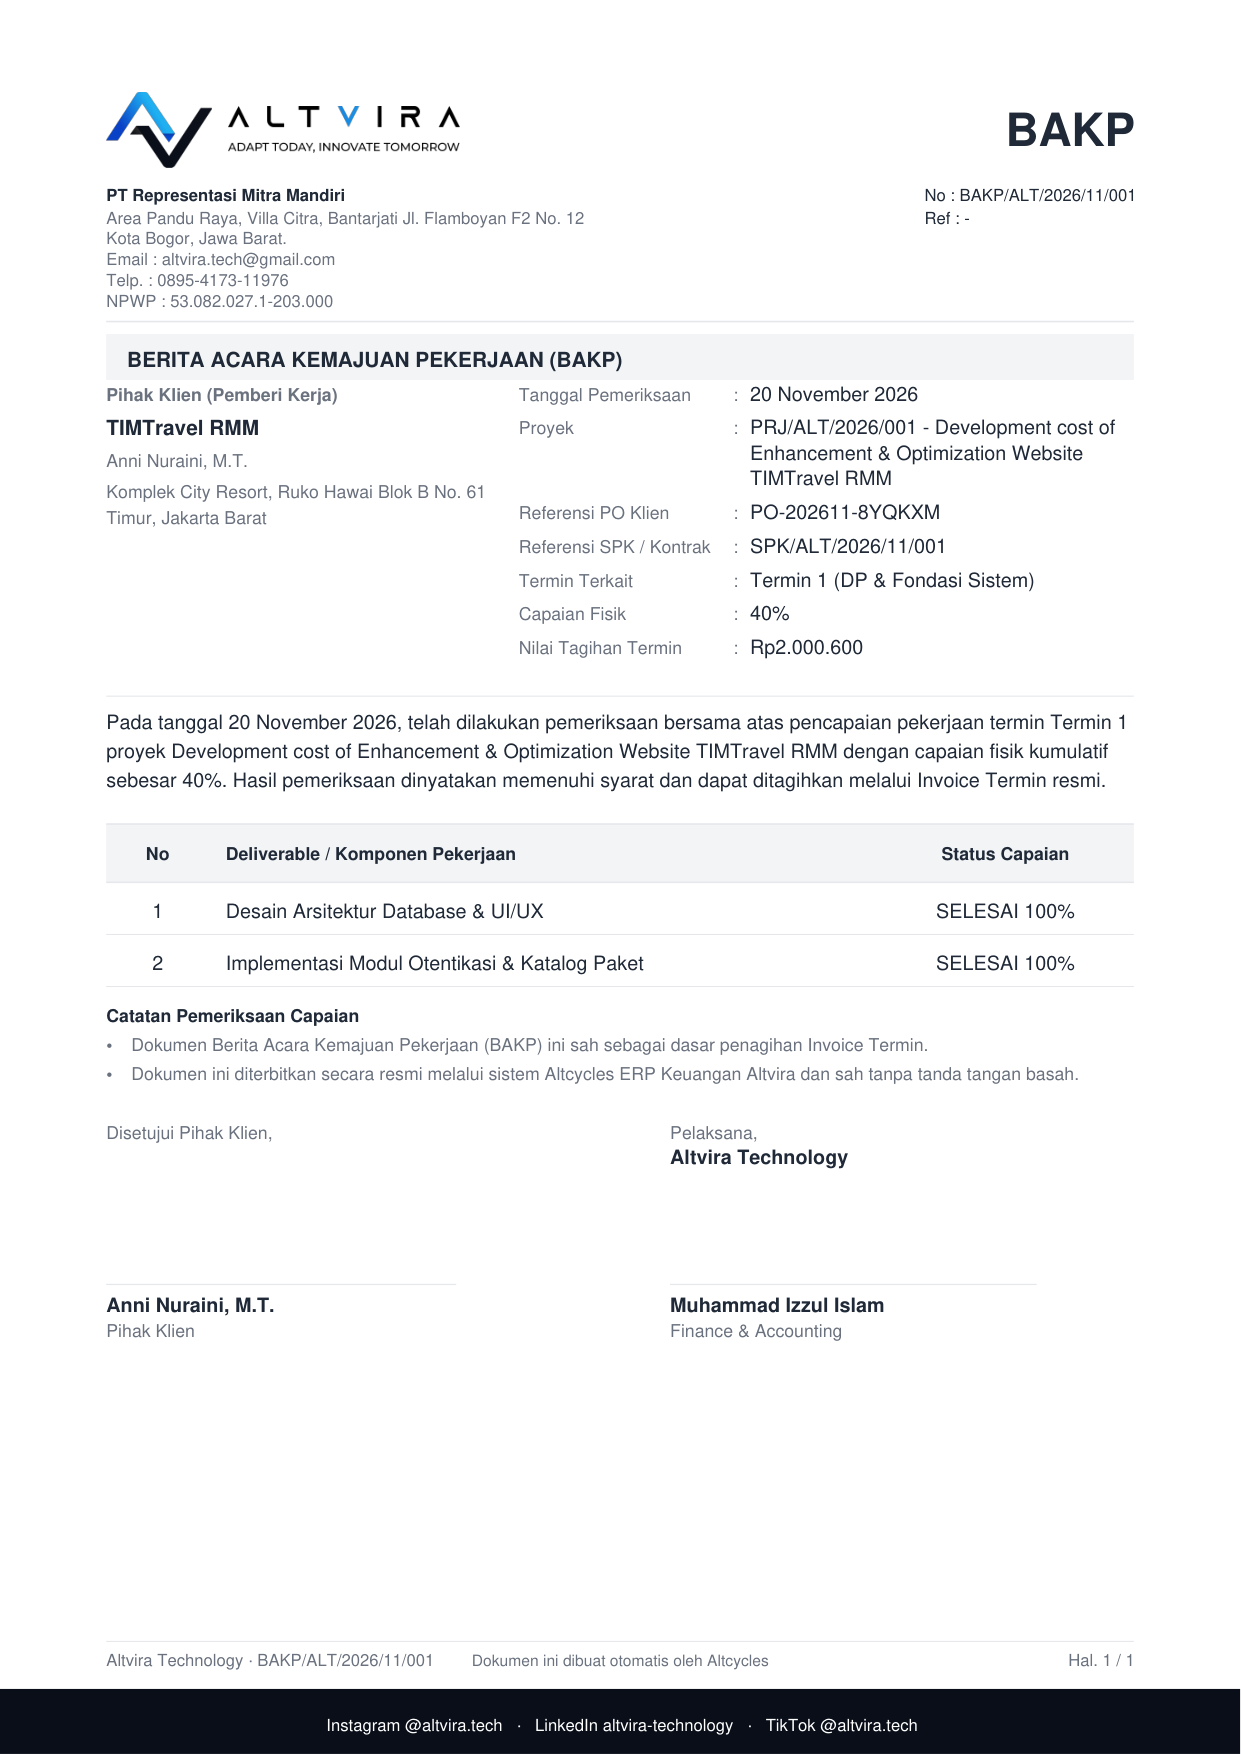 ALTVIRA
ADAPT TODAY, INNOVATE TOMORROW
BAKP
PT Representasi Mitra Mandiri
Area Pandu Raya, Villa Citra, Bantarjati Jl. Flamboyan F2 No. 12
Kota Bogor, Jawa Barat.
Email : altvira.tech@gmail.com
Telp. : 0895-4173-11976
NPWP : 53.082.027.1-203.000
No : BAKP/ALT/2026/11/001
Ref : -
BERITA ACARA KEMAJUAN PEKERJAAN (BAKP)
Pihak Klien (Pemberi Kerja)
TIMTravel RMM
Anni Nuraini, M.T.
Komplek City Resort, Ruko Hawai Blok B No. 61
Timur, Jakarta Barat
Tanggal Pemeriksaan : 20 November 2026
Proyek : PRJ/ALT/2026/001 - Development cost of
Enhancement & Optimization Website
TIMTravel RMM
Referensi PO Klien : PO-202611-8YQKXM
Referensi SPK / Kontrak : SPK/ALT/2026/11/001
Termin Terkait : Termin 1 (DP & Fondasi Sistem)
Capaian Fisik : 40%
Nilai Tagihan Termin : Rp2.000.600
Pada tanggal 20 November 2026, telah dilakukan pemeriksaan bersama atas pencapaian pekerjaan termin Termin 1
proyek Development cost of Enhancement & Optimization Website TIMTravel RMM dengan capaian fisik kumulatif
sebesar 40%. Hasil pemeriksaan dinyatakan memenuhi syarat dan dapat ditagihkan melalui Invoice Termin resmi.
No Deliverable / Komponen Pekerjaan Status Capaian
1 Desain Arsitektur Database & UI/UX SELESAI 100%
2 Implementasi Modul Otentikasi & Katalog Paket SELESAI 100%
Catatan Pemeriksaan Capaian
• Dokumen Berita Acara Kemajuan Pekerjaan (BAKP) ini sah sebagai dasar penagihan Invoice Termin.
• Dokumen ini diterbitkan secara resmi melalui sistem Altcycles ERP Keuangan Altvira dan sah tanpa tanda tangan basah.
Disetujui Pihak Klien,
Pelaksana,
Altvira Technology
Anni Nuraini, M.T.
Pihak Klien
Muhammad Izzul Islam
Finance & Accounting
Altvira Technology · BAKP/ALT/2026/11/001 Dokumen ini dibuat otomatis oleh Altcycles Hal. 1 / 1
Instagram @altvira.tech · LinkedIn altvira-technology · TikTok @altvira.tech